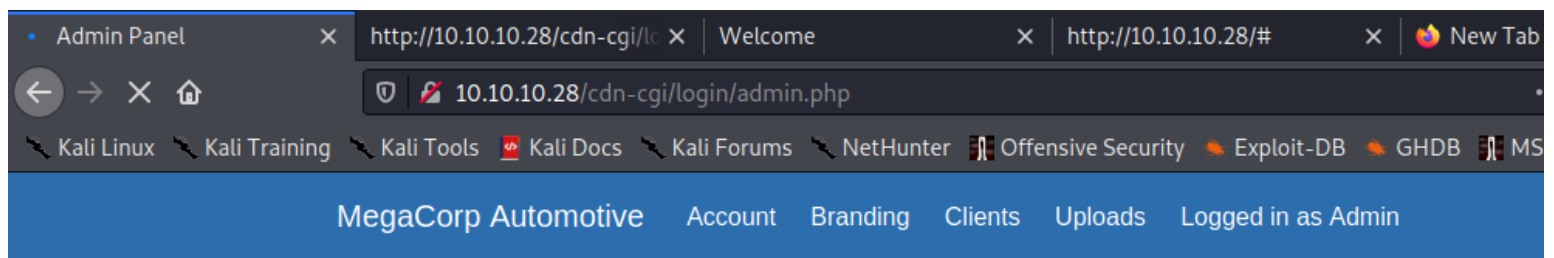 Admin Panel http://10.10.10.28/cdn-cgi/ Welcome http://10.10.10.28/# New Tab
10.10.10.28/cdn-cgi/login/admin.php
Kali Linux Kali Training Kali Tools Kali Docs Kali Forums NetHunter Offensive Security Exploit-DB GHDB MS
MegaCorp Automotive Account Branding Clients Uploads Logged in as Admin